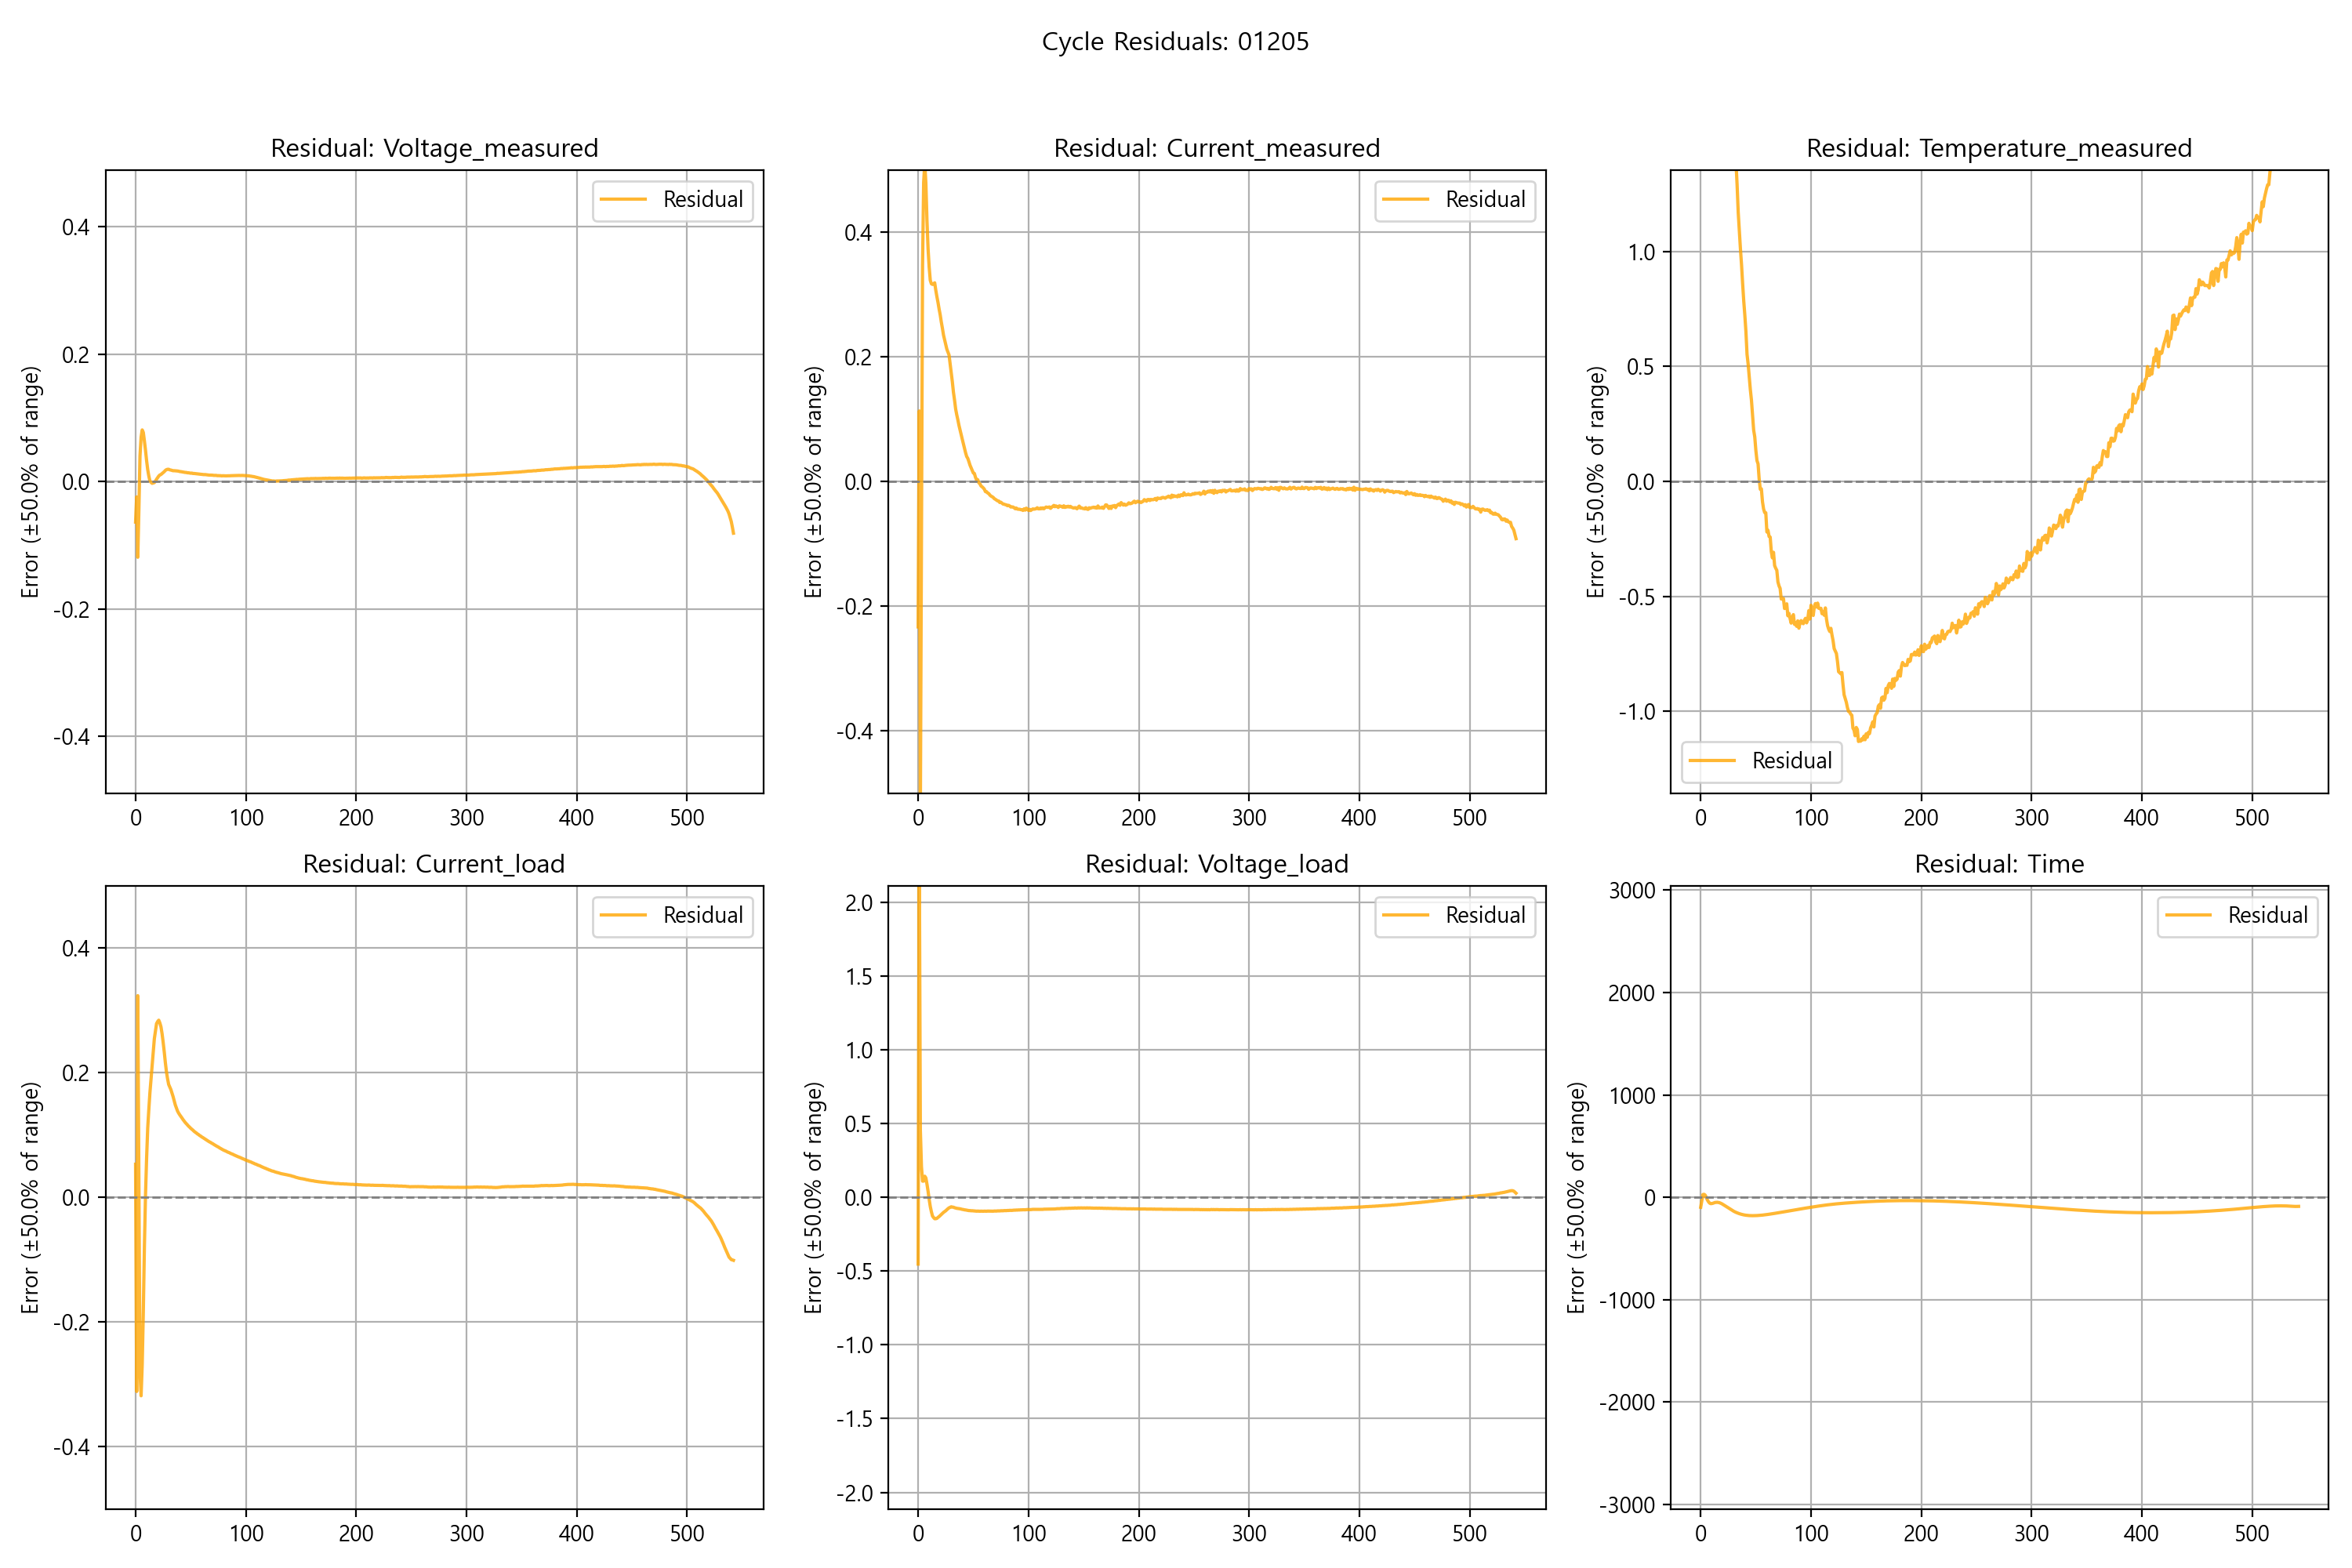 Cycle Residuals: 01205
Residual: Voltage_measured
Error (±50.0% of range)
0.4
0.2
0.0
-0.2
-0.4
0 100 200 300 400 500
Residual
Residual: Current_measured
Error (±50.0% of range)
0.4
0.2
0.0
-0.2
-0.4
0 100 200 300 400 500
Residual
Residual: Temperature_measured
Error (±50.0% of range)
1.0
0.5
0.0
-0.5
-1.0
0 100 200 300 400 500
Residual
Residual: Current_load
Error (±50.0% of range)
0.4
0.2
0.0
-0.2
-0.4
0 100 200 300 400 500
Residual
Residual: Voltage_load
Error (±50.0% of range)
2.0
1.5
1.0
0.5
0.0
-0.5
-1.0
-1.5
-2.0
0 100 200 300 400 500
Residual
Residual: Time
Error (±50.0% of range)
3000
2000
1000
0
-1000
-2000
-3000
0 100 200 300 400 500
Residual